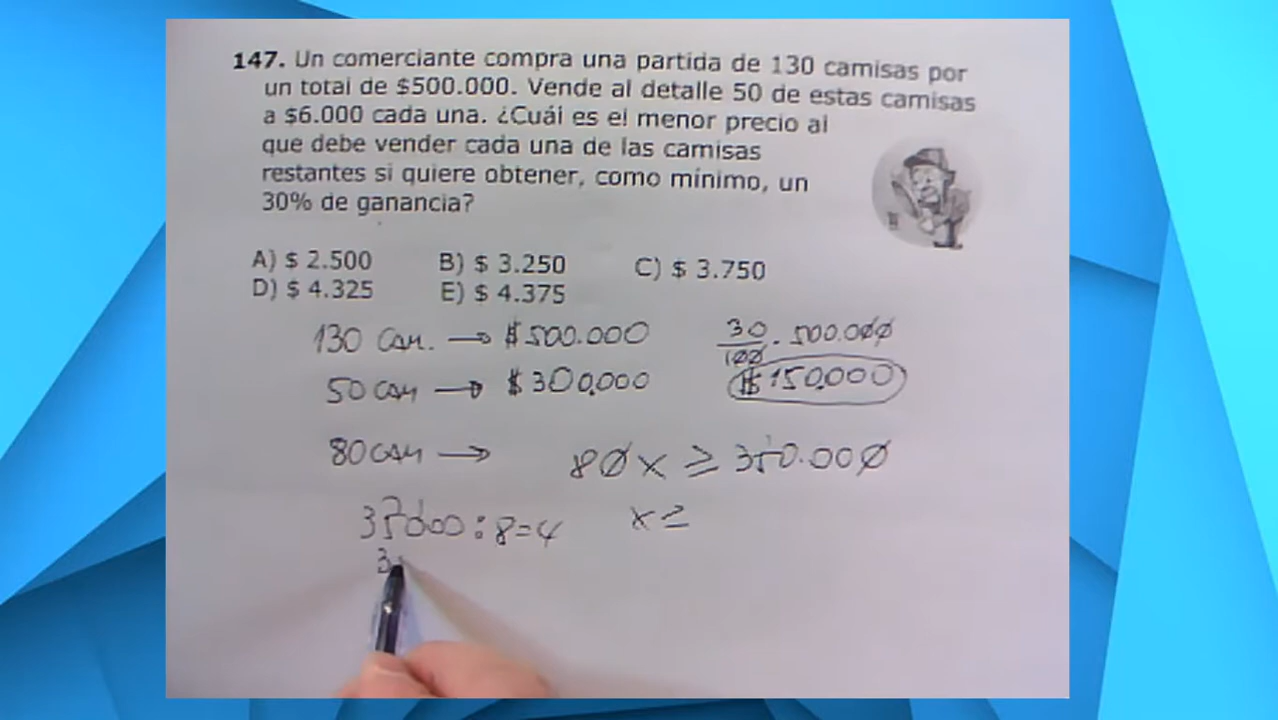 147. Un comerciante compra una partida de 130 camisas por
un total de $500.000. Vende al detalle 50 de estas camisas
a $6.000 cada una. ¿Cuál es el menor precio al
que debe vender cada una de las camisas
restantes si quiere obtener, como mínimo, un
30% de ganancia?
A) $ 2.500 B) $ 3.250 C) $ 3.750
D) $ 4.325 E) $ 4.375
130 cam. → $500.000 30/100 · 500.000
50 cam → $300.000 $150.000
80 cam → 80x ≥ 350.000
35000:8=4 x ≥
3